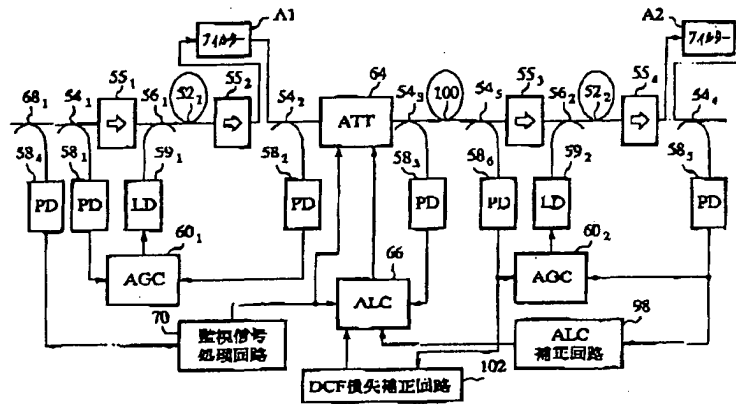 A1
A2
フィルター
フィルター
68₁
54₁
55₁
56₁
52₁
55₂
54₂
64
54₃
100
54₅
55₃
56₂
52₂
55₄
54₄
ATT
58₄
58₁
59₁
58₂
58₃
58₆
59₂
58₅
PD
PD
LD
PD
PD
PD
LD
PD
60₁
66
60₂
AGC
ALC
AGC
70
98
監視信号
処理回路
ALC
補正回路
102
DCF損失補正回路